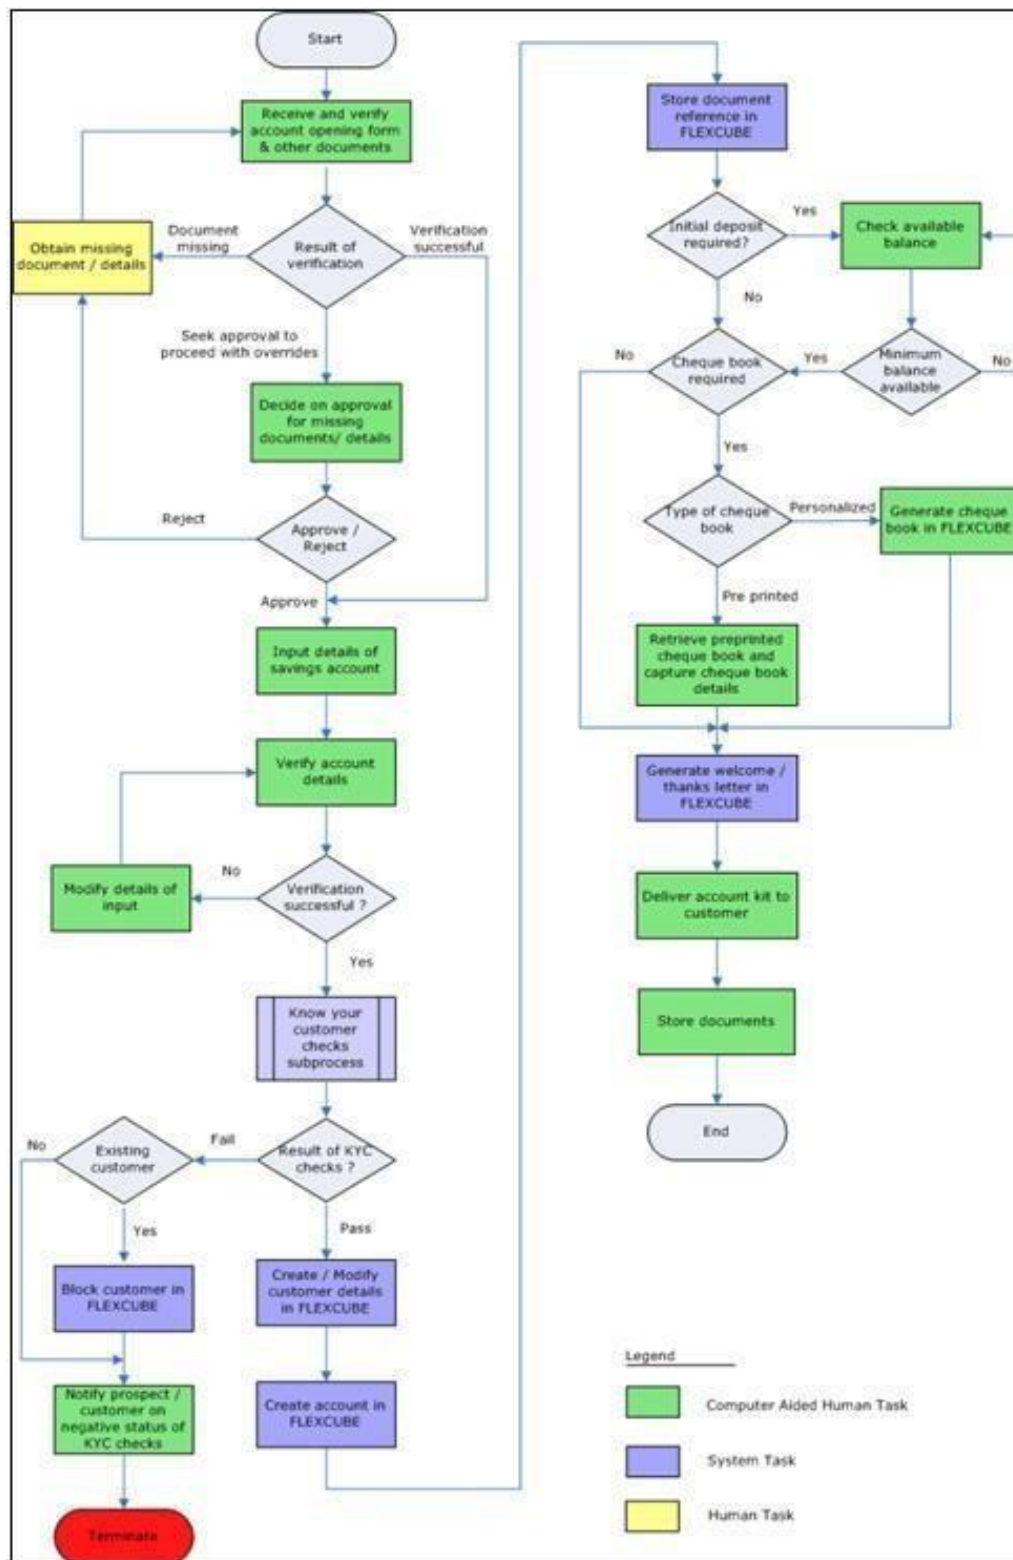 Start
Receive and verify
account opening form
& other documents
Document
missing
Result of
verification
Verification
successful
Obtain missing
document / details
Seek approval to
proceed with overrides
Decide on approval
for missing
documents/ details
Reject
Approve /
Reject
Approve
Input details of
savings account
Verify account
details
Modify details of
input
No
Verification
successful ?
Yes
Know your
customer
checks
subprocess
No
Existing
customer
Fail
Result of KYC
checks ?
Yes
Pass
Block customer in
FLEXCUBE
Create / Modify
customer details
in FLEXCUBE
Notify prospect /
customer on
negative status of
KYC checks
Create account in
FLEXCUBE
Terminate
Store document
reference in
FLEXCUBE
Initial deposit
required?
Yes
Check available
balance
No
No
Cheque book
required
Yes
Minimum
balance
available
No
Yes
Type of cheque
book
Personalized
Generate cheque
book in FLEXCUBE
Pre printed
Retrieve preprinted
cheque book and
capture cheque book
details
Generate welcome /
thanks letter in
FLEXCUBE
Deliver account kit to
customer
Store documents
End
Legend
Computer Aided Human Task
System Task
Human Task